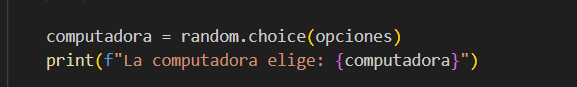 computadora = random.choice(opciones)
print(f"La computadora elige: {computadora}")